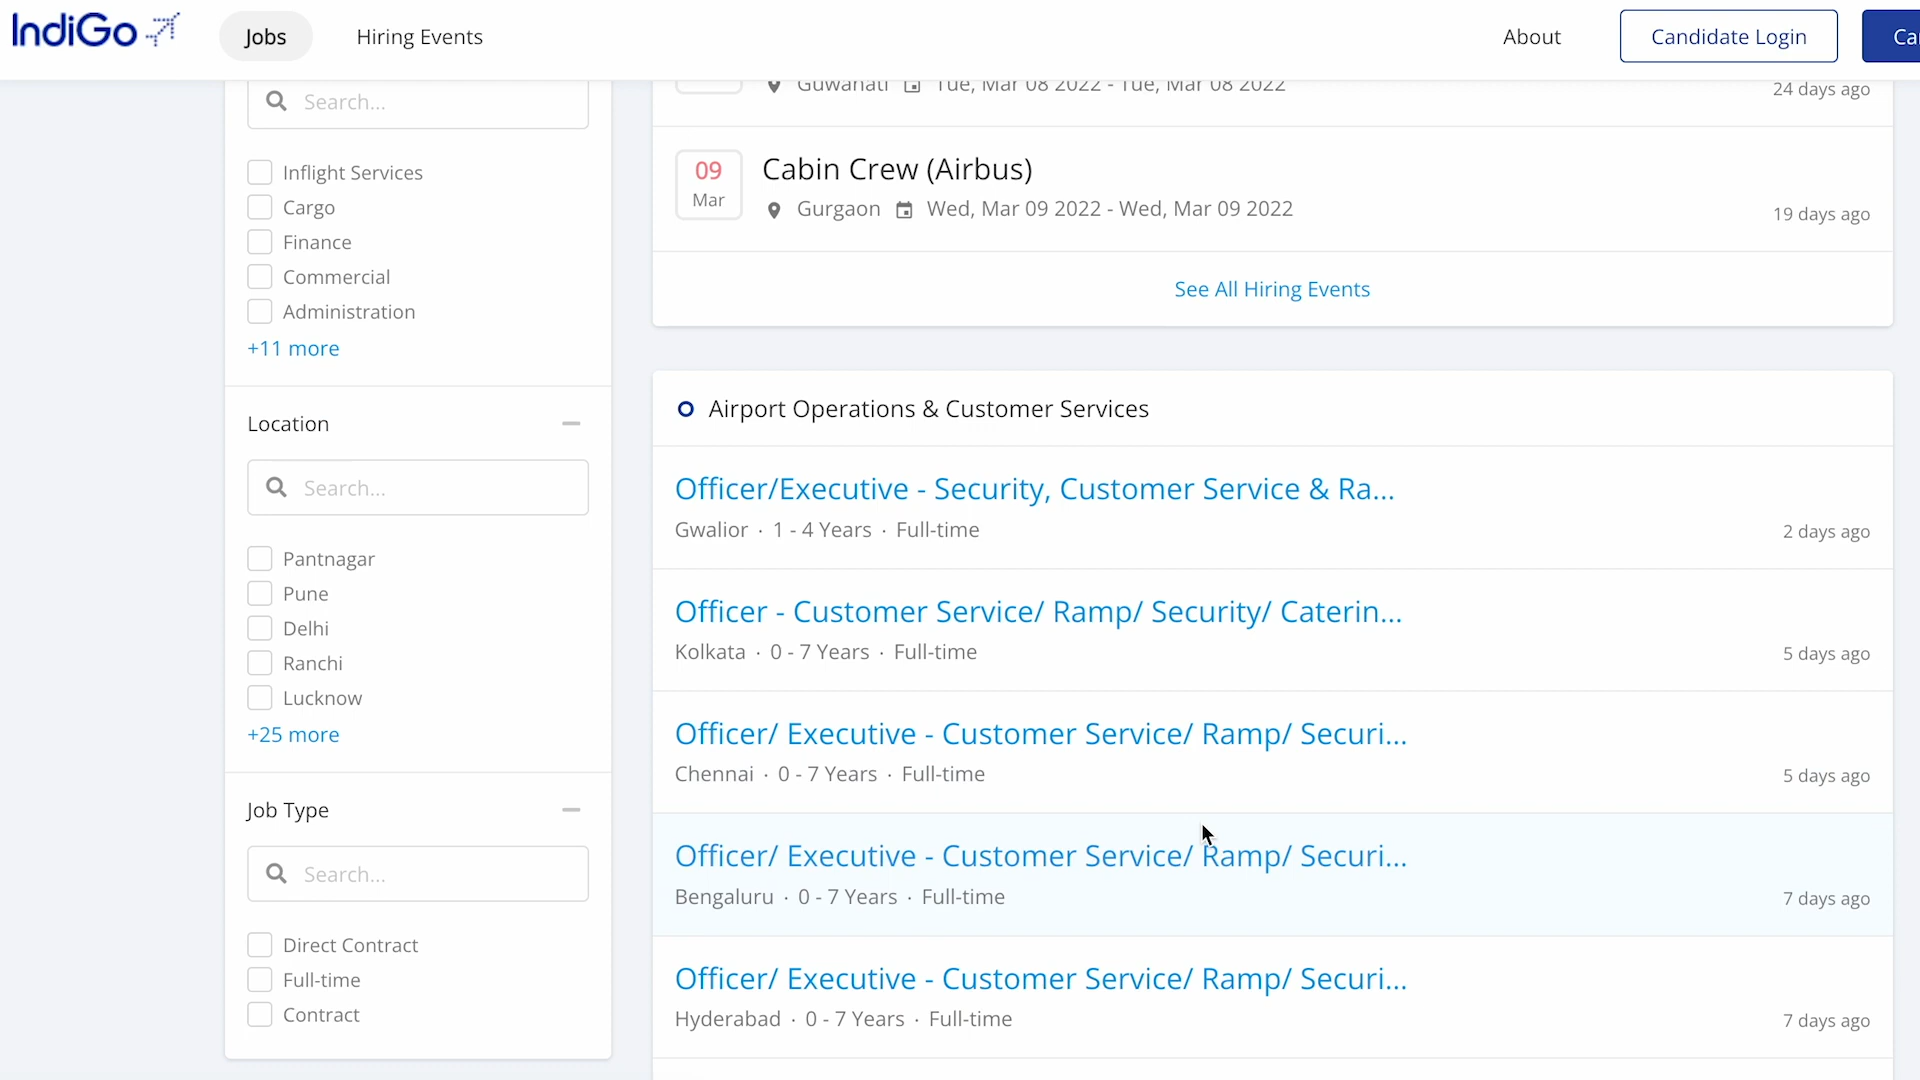 IndiGo
Jobs
Hiring Events
About
Candidate Login
Ca
Search...
Inflight Services
Cargo
Finance
Commercial
Administration
+11 more
Location
Search...
Pantnagar
Pune
Delhi
Ranchi
Lucknow
+25 more
Job Type
Search...
Direct Contract
Full-time
Contract
Guwahati Tue, Mar 08 2022 - Tue, Mar 08 2022
24 days ago
09
Mar
Cabin Crew (Airbus)
Gurgaon Wed, Mar 09 2022 - Wed, Mar 09 2022
19 days ago
See All Hiring Events
Airport Operations & Customer Services
Officer/Executive - Security, Customer Service & Ra...
Gwalior · 1 - 4 Years · Full-time
2 days ago
Officer - Customer Service/ Ramp/ Security/ Caterin...
Kolkata · 0 - 7 Years · Full-time
5 days ago
Officer/ Executive - Customer Service/ Ramp/ Securi...
Chennai · 0 - 7 Years · Full-time
5 days ago
Officer/ Executive - Customer Service/ Ramp/ Securi...
Bengaluru · 0 - 7 Years · Full-time
7 days ago
Officer/ Executive - Customer Service/ Ramp/ Securi...
Hyderabad · 0 - 7 Years · Full-time
7 days ago